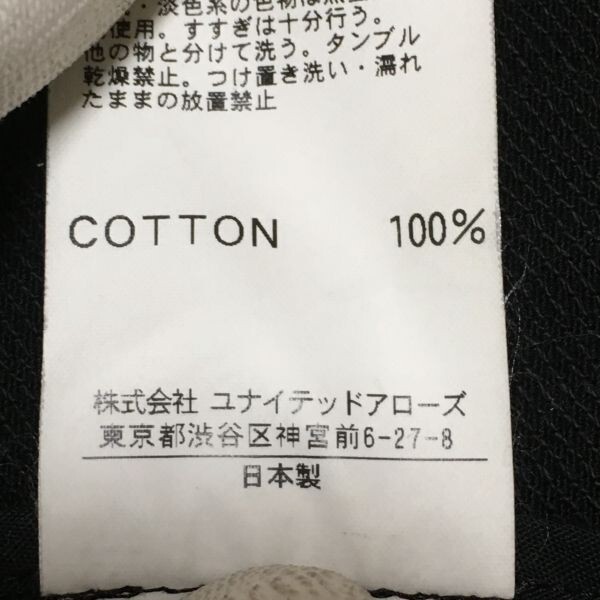 ・淡色系の色物は無
使用。すすぎは十分行う。
他の物と分けて洗う。タンブル
乾燥禁止。つけ置き洗い・濡れ
たままの放置禁止
COTTON 100%
株式会社 ユナイテッドアローズ
東京都渋谷区神宮前6-27-8
日本製